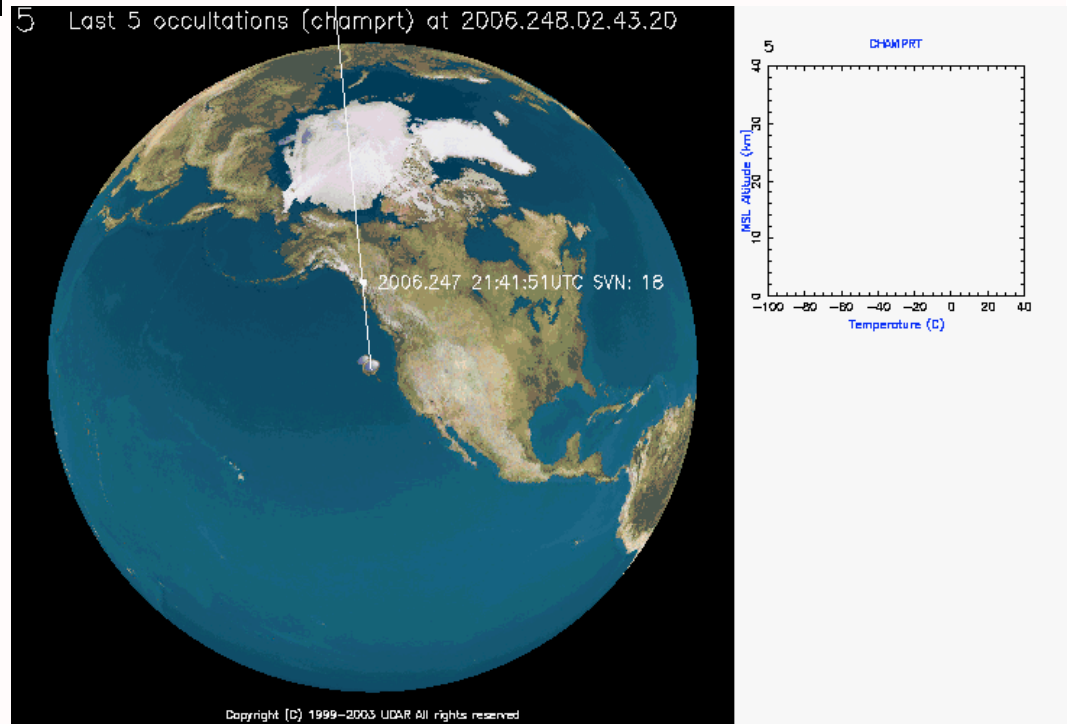 5 Last 5 occultations (champrt) at 2006.248.02.43.20
2006.247 21:41:51UTC SVN: 18
Copyright (C) 1999-2003 UCAR All rights reserved
5 CHAMPRT
MSL Altitude (km)
40
30
20
10
0
-100 -80 -60 -40 -20 0 20 40
Temperature (C)